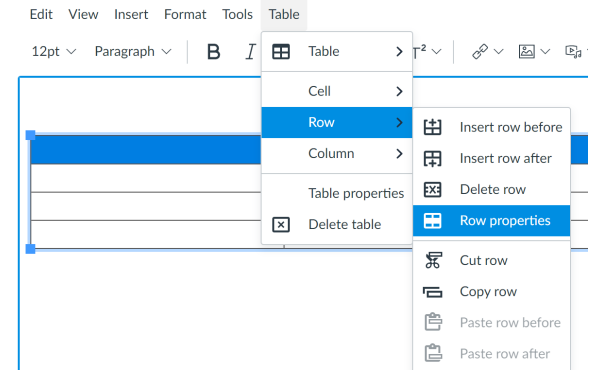 Edit View Insert Format Tools Table
12pt Paragraph B I T²
Table
Cell
Row
Column
Table properties
Delete table
Insert row before
Insert row after
Delete row
Row properties
Cut row
Copy row
Paste row before
Paste row after